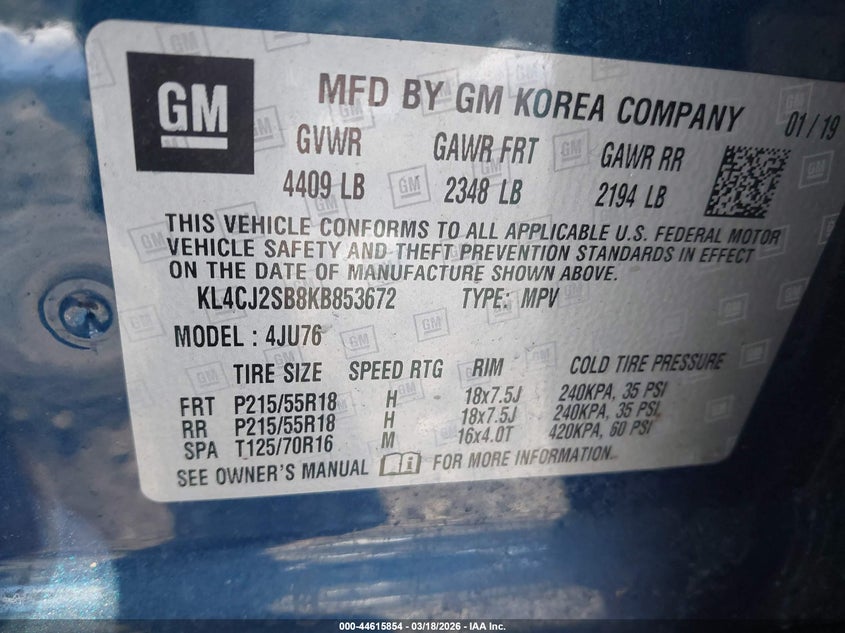 GM
MFD BY GM KOREA COMPANY 01/19
GVWR GAWR FRT GAWR RR
4409 LB 2348 LB 2194 LB
THIS VEHICLE CONFORMS TO ALL APPLICABLE U.S. FEDERAL MOTOR
VEHICLE SAFETY AND THEFT PREVENTION STANDARDS IN EFFECT
ON THE DATE OF MANUFACTURE SHOWN ABOVE.
KL4CJ2SB8KB853672 TYPE: MPV
MODEL : 4JU76
TIRE SIZE SPEED RTG RIM COLD TIRE PRESSURE
FRT P215/55R18 H 18x7.5J 240KPA, 35 PSI
RR P215/55R18 H 18x7.5J 240KPA, 35 PSI,
SPA T125/70R16 M 16x4.0T 420KPA, 60 PSI
SEE OWNER'S MANUAL FOR MORE INFORMATION.
000-44615854 | 03/18/2026 – IAA Inc.